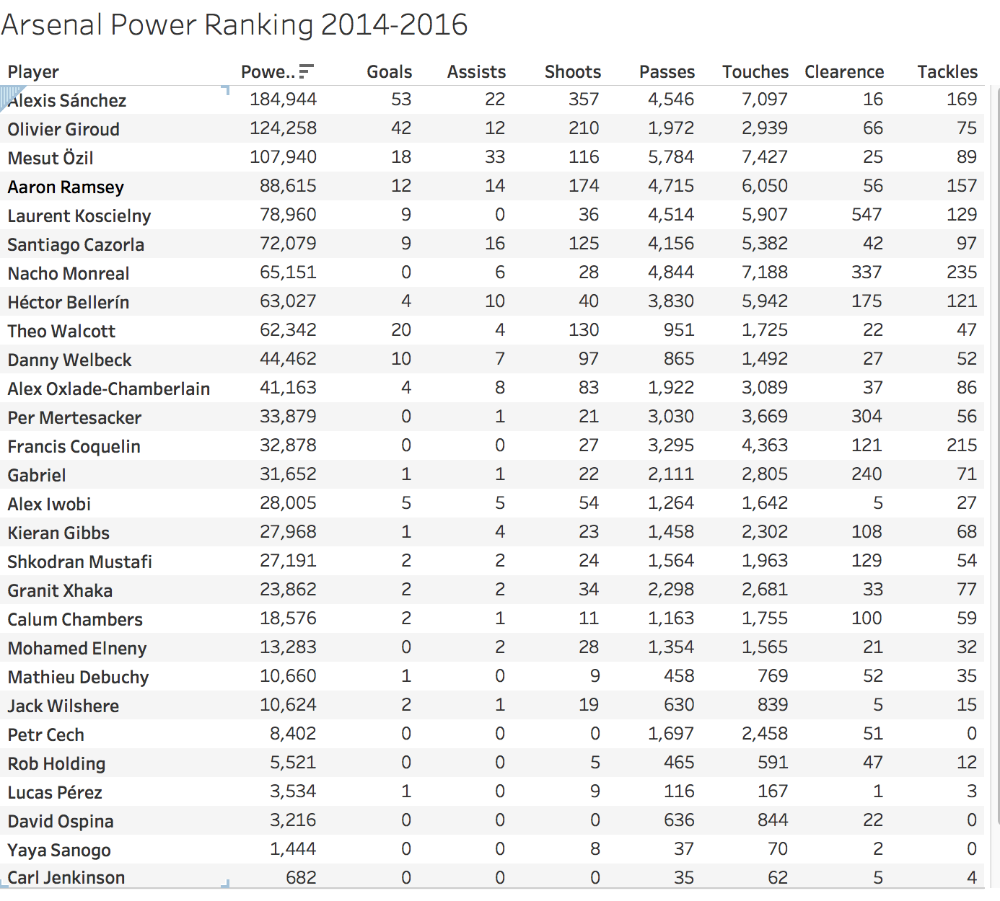 Arsenal Power Ranking 2014-2016
Player Powe.. Goals Assists Shoots Passes Touches Clearence Tackles
Alexis Sánchez 184,944 53 22 357 4,546 7,097 16 169
Olivier Giroud 124,258 42 12 210 1,972 2,939 66 75
Mesut Özil 107,940 18 33 116 5,784 7,427 25 89
Aaron Ramsey 88,615 12 14 174 4,715 6,050 56 157
Laurent Koscielny 78,960 9 0 36 4,514 5,907 547 129
Santiago Cazorla 72,079 9 16 125 4,156 5,382 42 97
Nacho Monreal 65,151 0 6 28 4,844 7,188 337 235
Héctor Bellerín 63,027 4 10 40 3,830 5,942 175 121
Theo Walcott 62,342 20 4 130 951 1,725 22 47
Danny Welbeck 44,462 10 7 97 865 1,492 27 52
Alex Oxlade-Chamberlain 41,163 4 8 83 1,922 3,089 37 86
Per Mertesacker 33,879 0 1 21 3,030 3,669 304 56
Francis Coquelin 32,878 0 0 27 3,295 4,363 121 215
Gabriel 31,652 1 1 22 2,111 2,805 240 71
Alex Iwobi 28,005 5 5 54 1,264 1,642 5 27
Kieran Gibbs 27,968 1 4 23 1,458 2,302 108 68
Shkodran Mustafi 27,191 2 2 24 1,564 1,963 129 54
Granit Xhaka 23,862 2 2 34 2,298 2,681 33 77
Calum Chambers 18,576 2 1 11 1,163 1,755 100 59
Mohamed Elneny 13,283 0 2 28 1,354 1,565 21 32
Mathieu Debuchy 10,660 1 0 9 458 769 52 35
Jack Wilshere 10,624 2 1 19 630 839 5 15
Petr Cech 8,402 0 0 0 1,697 2,458 51 0
Rob Holding 5,521 0 0 5 465 591 47 12
Lucas Pérez 3,534 1 0 9 116 167 1 3
David Ospina 3,216 0 0 0 636 844 22 0
Yaya Sanogo 1,444 0 0 8 37 70 2 0
Carl Jenkinson 682 0 0 0 35 62 5 4